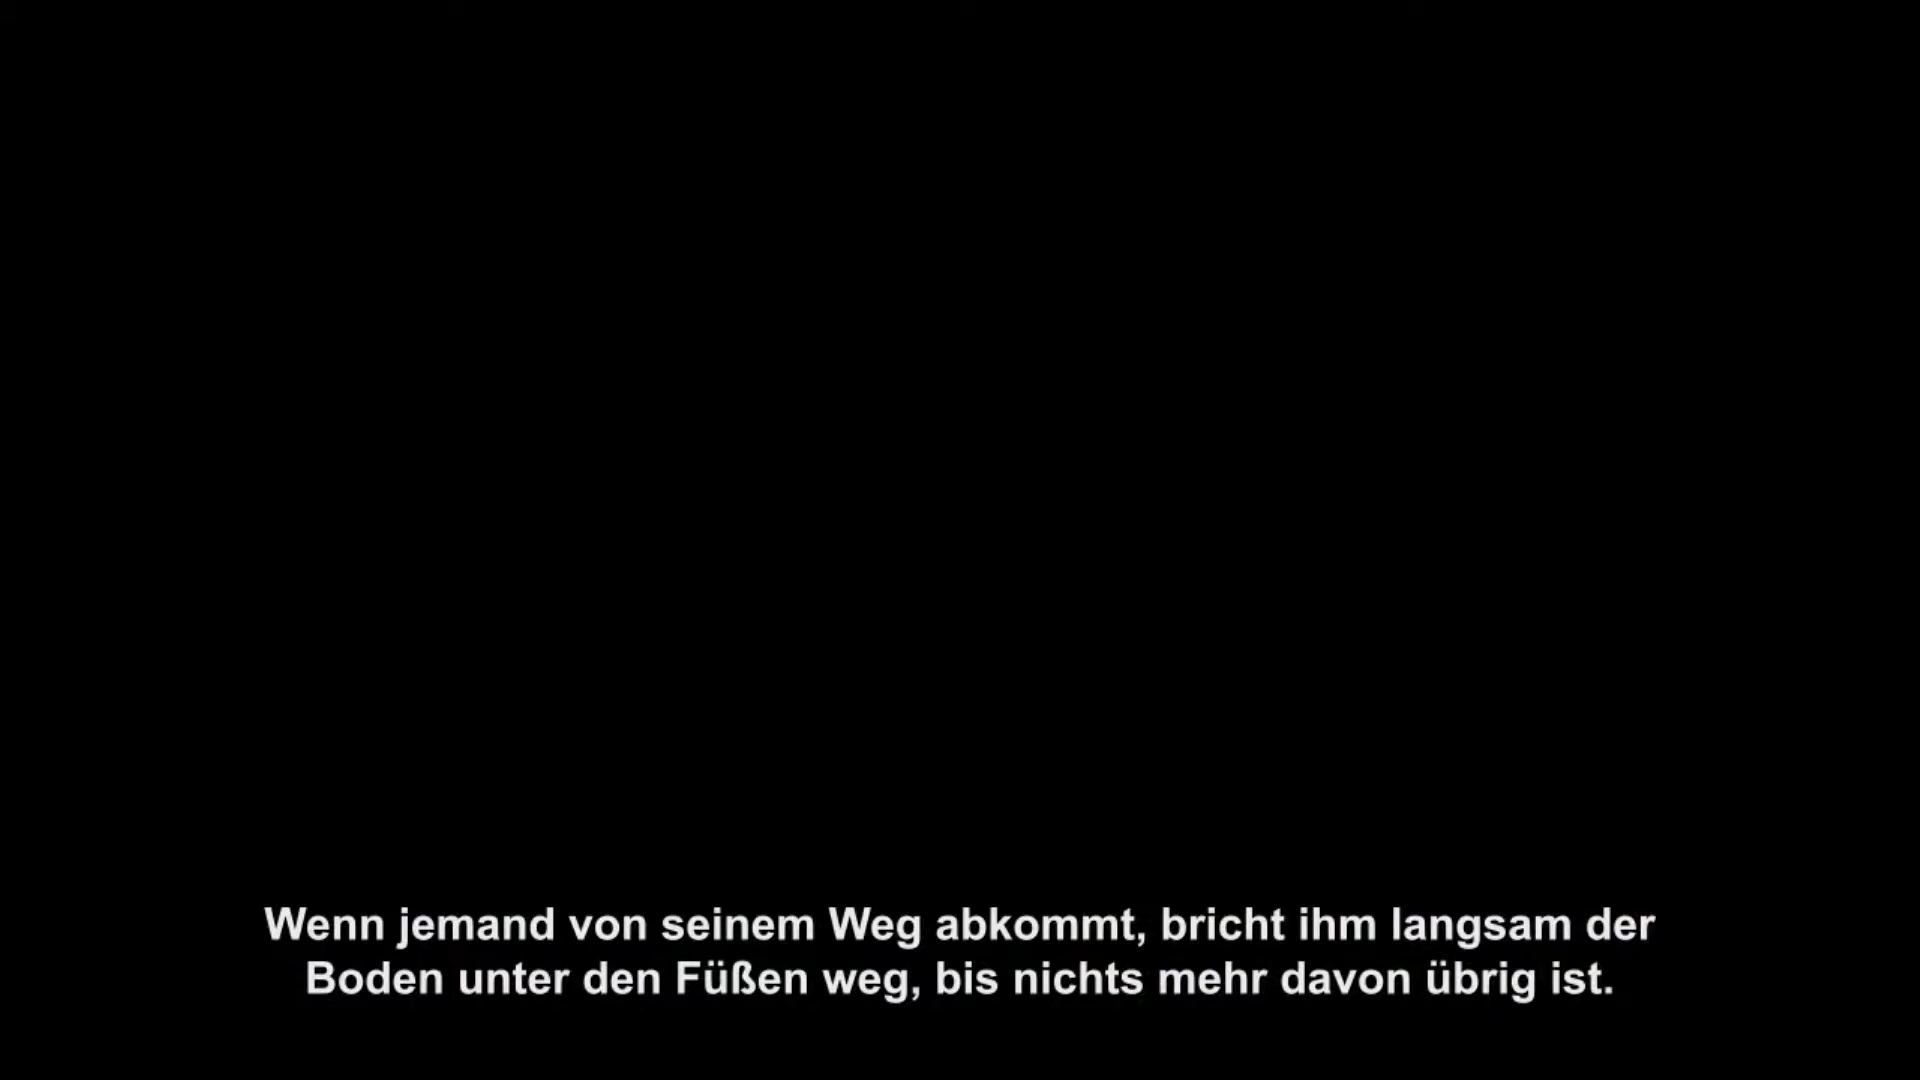 Wenn jemand von seinem Weg abkommt, bricht ihm langsam der
Boden unter den Füßen weg, bis nichts mehr davon übrig ist.